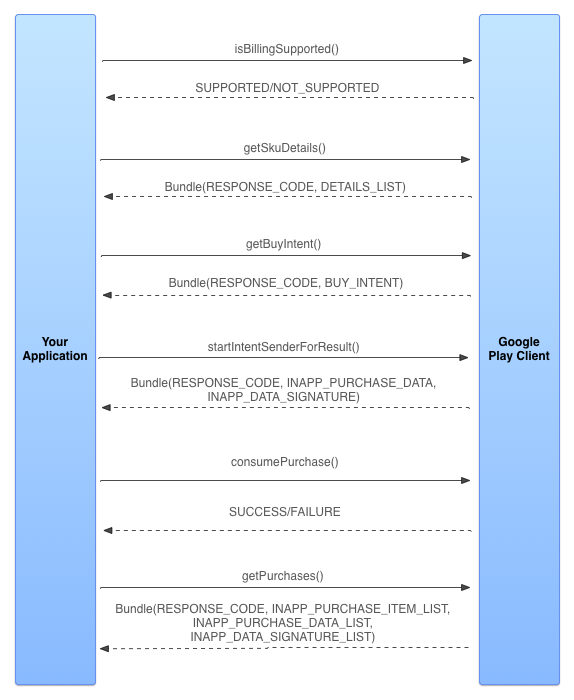 isBillingSupported()
SUPPORTED/NOT_SUPPORTED
getSkuDetails()
Bundle(RESPONSE_CODE, DETAILS_LIST)
getBuyIntent()
Bundle(RESPONSE_CODE, BUY_INTENT)
Your
Application
Google
Play Client
startIntentSenderForResult()
Bundle(RESPONSE_CODE, INAPP_PURCHASE_DATA,
INAPP_DATA_SIGNATURE)
consumePurchase()
SUCCESS/FAILURE
getPurchases()
Bundle(RESPONSE_CODE, INAPP_PURCHASE_ITEM_LIST,
INAPP_PURCHASE_DATA_LIST,
INAPP_DATA_SIGNATURE_LIST)